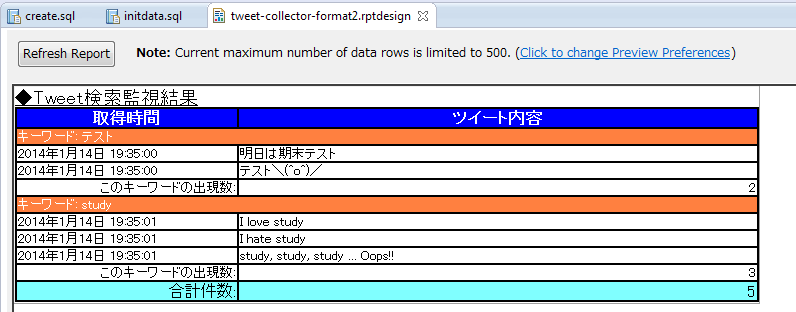 create.sql initdata.sql tweet-collector-format2.rptdesign
Refresh Report Note: Current maximum number of data rows is limited to 500. (Click to change Preview Preferences)
◆Tweet検索監視結果
取得時間 ツイート内容
キーワード: テスト
2014年1月14日 19:35:00 明日は期末テスト
2014年1月14日 19:35:00 テスト＼(^o^)／
このキーワードの出現数: 2
キーワード: study
2014年1月14日 19:35:01 I love study
2014年1月14日 19:35:01 I hate study
2014年1月14日 19:35:01 study, study, study ... Oops!!
このキーワードの出現数: 3
合計件数: 5